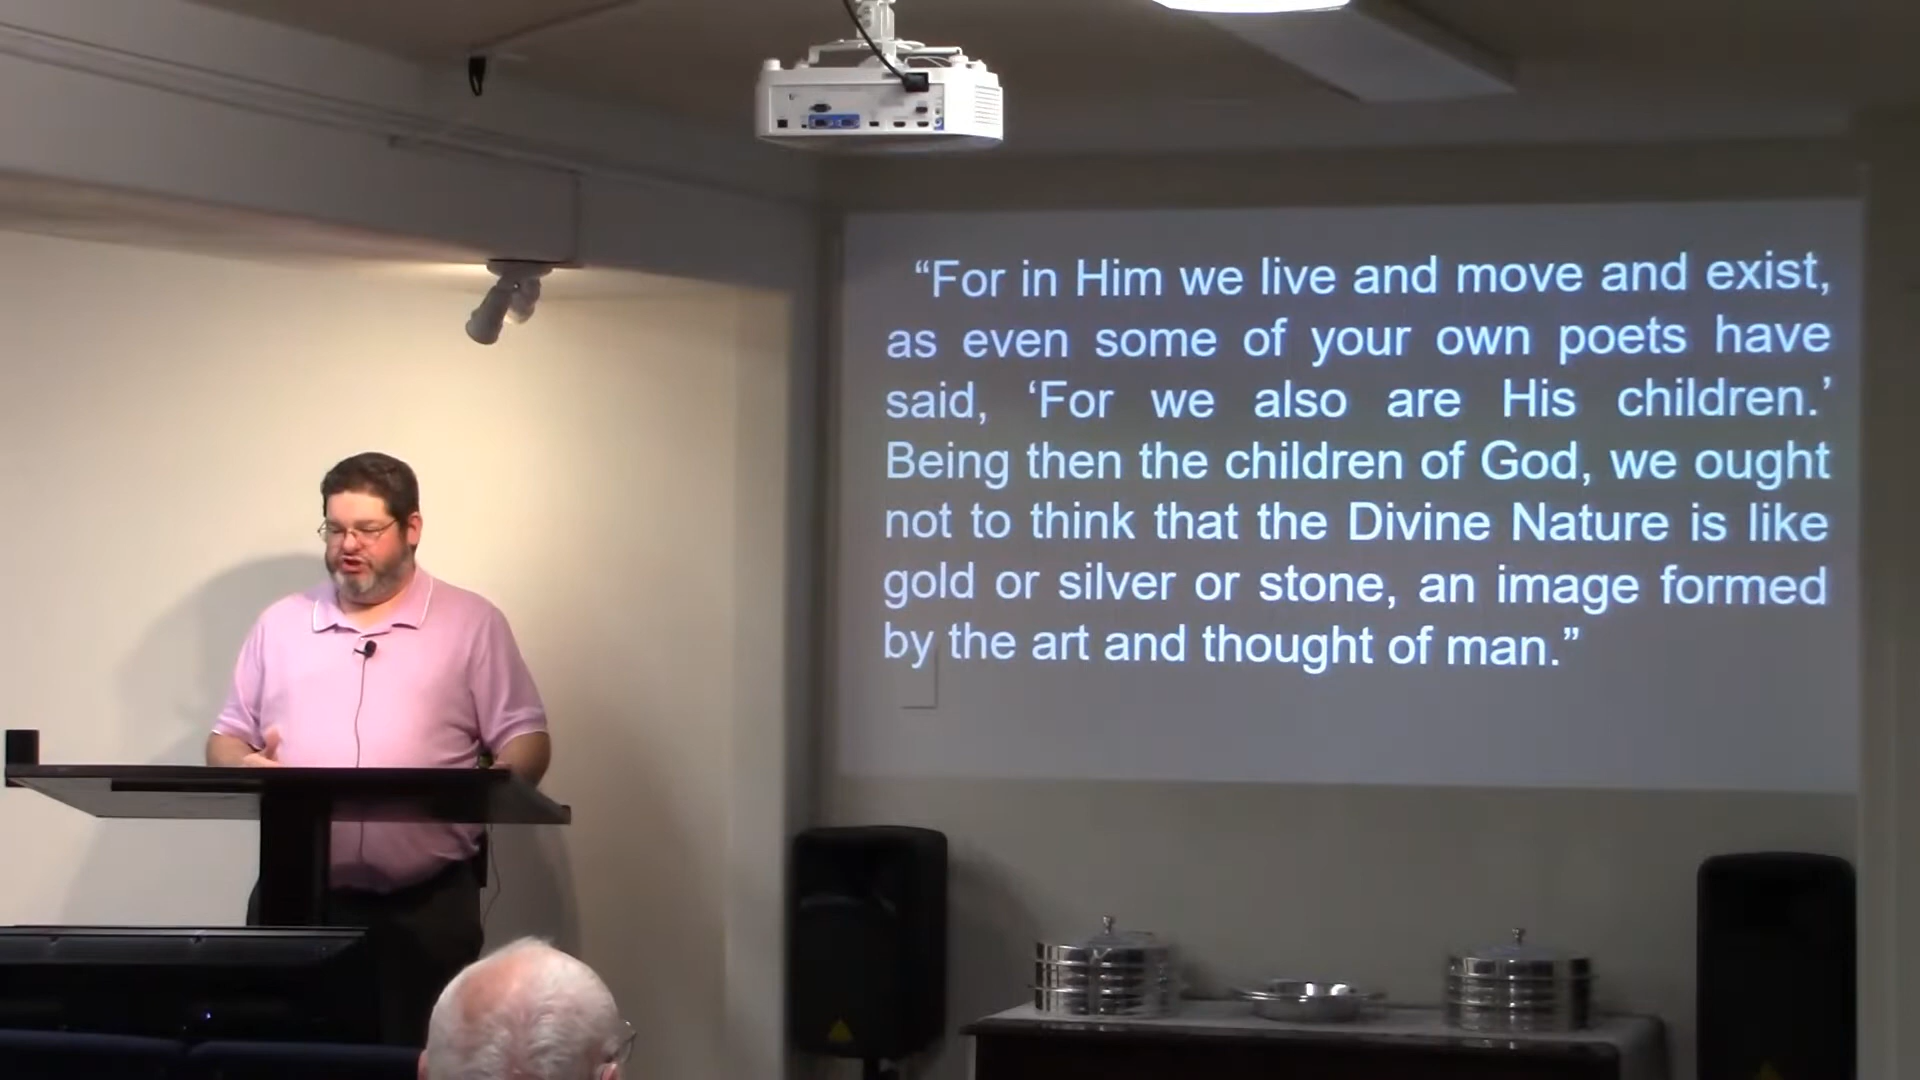 “For in Him we live and move and exist,
as even some of your own poets have
said, ‘For we also are His children.’
Being then the children of God, we ought
not to think that the Divine Nature is like
gold or silver or stone, an image formed
by the art and thought of man.”